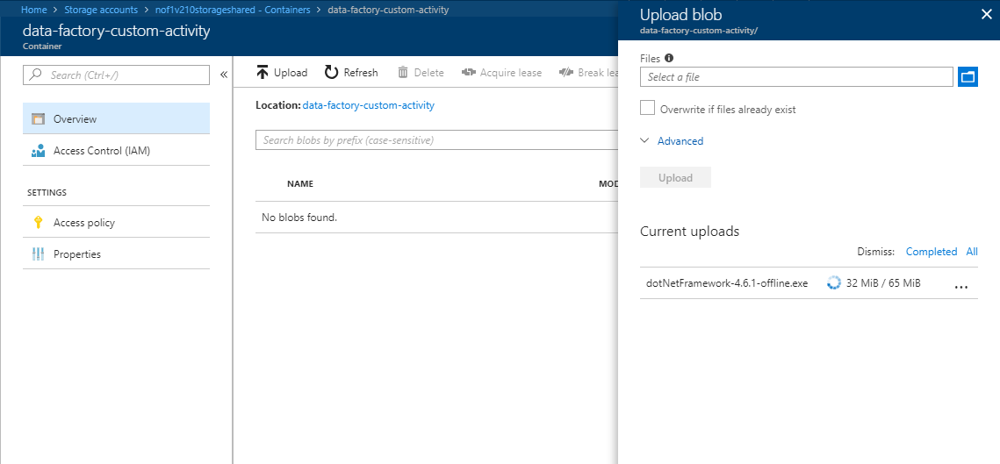 Home > Storage accounts > nof1v210storageshared - Containers > data-factory-custom-activity
data-factory-custom-activity
Container
Search (Ctrl+/)
«
Overview
Access Control (IAM)
SETTINGS
Access policy
Properties
Upload
Refresh
Delete
Acquire lease
Break lea
Location: data-factory-custom-activity
Search blobs by prefix (case-sensitive)
NAME
MOD
No blobs found.
Upload blob
data-factory-custom-activity/
Files
Select a file
Overwrite if files already exist
Advanced
Upload
Current uploads
Dismiss: Completed All
dotNetFramework-4.6.1-offline.exe 32 MiB / 65 MiB ...